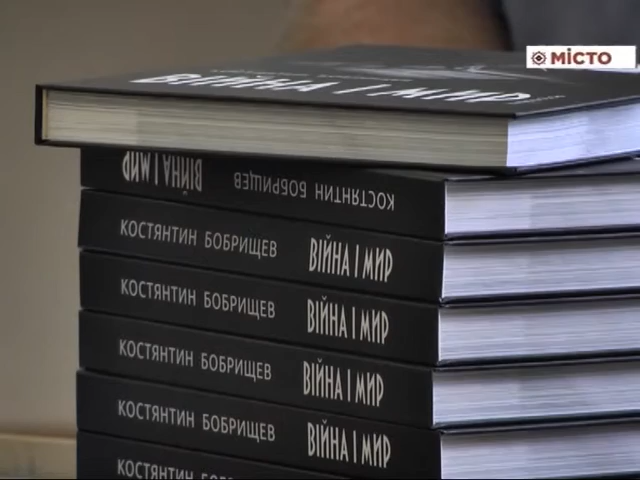 МІСТО
ВІЙНА І МИР
ВІЙНА І МИР КОСТЯНТИН БОБРИЩЕВ
КОСТЯНТИН БОБРИЩЕВ ВІЙНА І МИР
КОСТЯНТИН БОБРИЩЕВ ВІЙНА І МИР
КОСТЯНТИН БОБРИЩЕВ ВІЙНА І МИР
КОСТЯНТИН БОБРИЩЕВ ВІЙНА І МИР
КОСТЯНТИН БОБРИЩЕВ